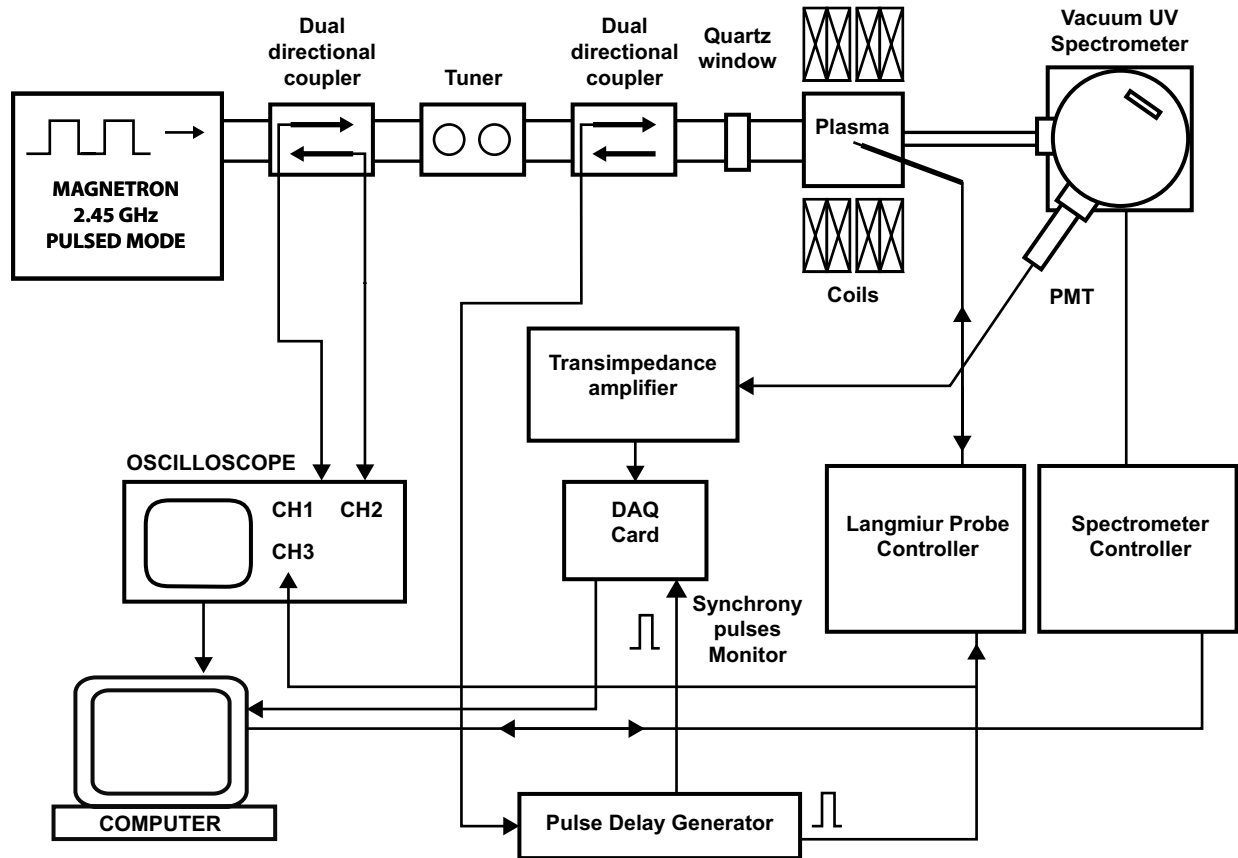 Dual
directional
coupler
Tuner
Dual
directional
coupler
Quartz
window
Vacuum UV
Spectrometer
MAGNETRON
2.45 GHz
PULSED MODE
Plasma
Coils
PMT
Transimpedance
amplifier
OSCILLOSCOPE
CH1 CH2
CH3
DAQ
Card
Langmiur Probe
Controller
Spectrometer
Controller
Synchrony
pulses
Monitor
COMPUTER
Pulse Delay Generator